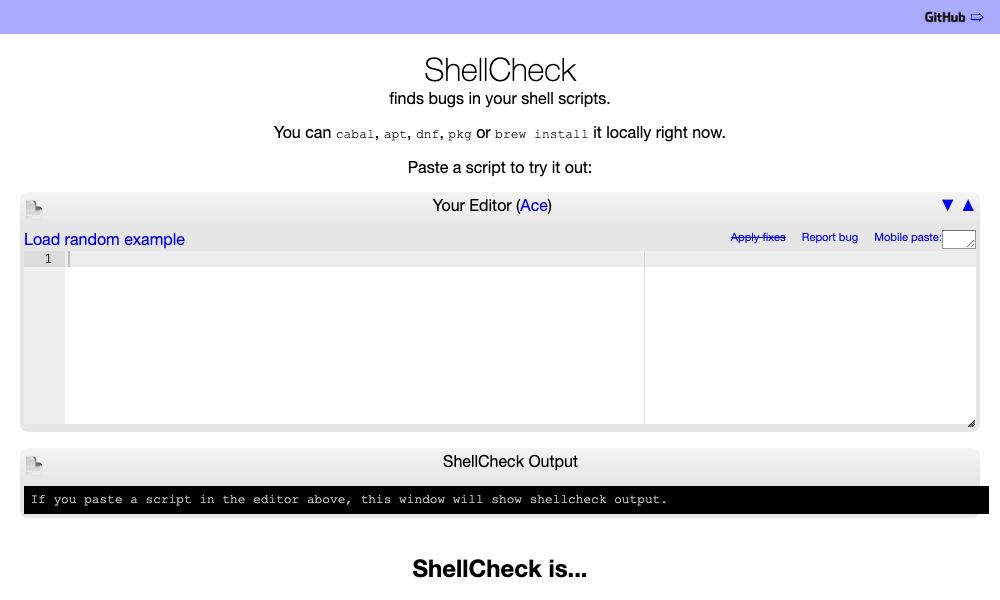 GitHub ⇨
ShellCheck
finds bugs in your shell scripts.
You can cabal, apt, dnf, pkg or brew install it locally right now.
Paste a script to try it out:
Your Editor (Ace) ▼ ▲
Load random example Apply fixes Report bug Mobile paste:
1
ShellCheck Output
If you paste a script in the editor above, this window will show shellcheck output.
ShellCheck is...